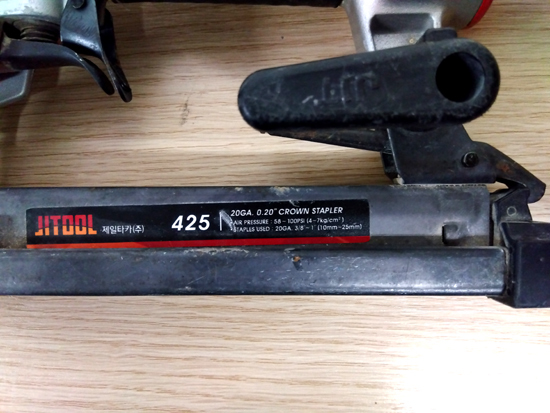 JITOOL 제일타카(주) 425
20GA. 0.20" CROWN STAPLER
AIR PRESSURE : 58~100PSI (4~7kg/cm²)
STAPLES USED : 20GA. 3/8"~1" (10mm~25mm)